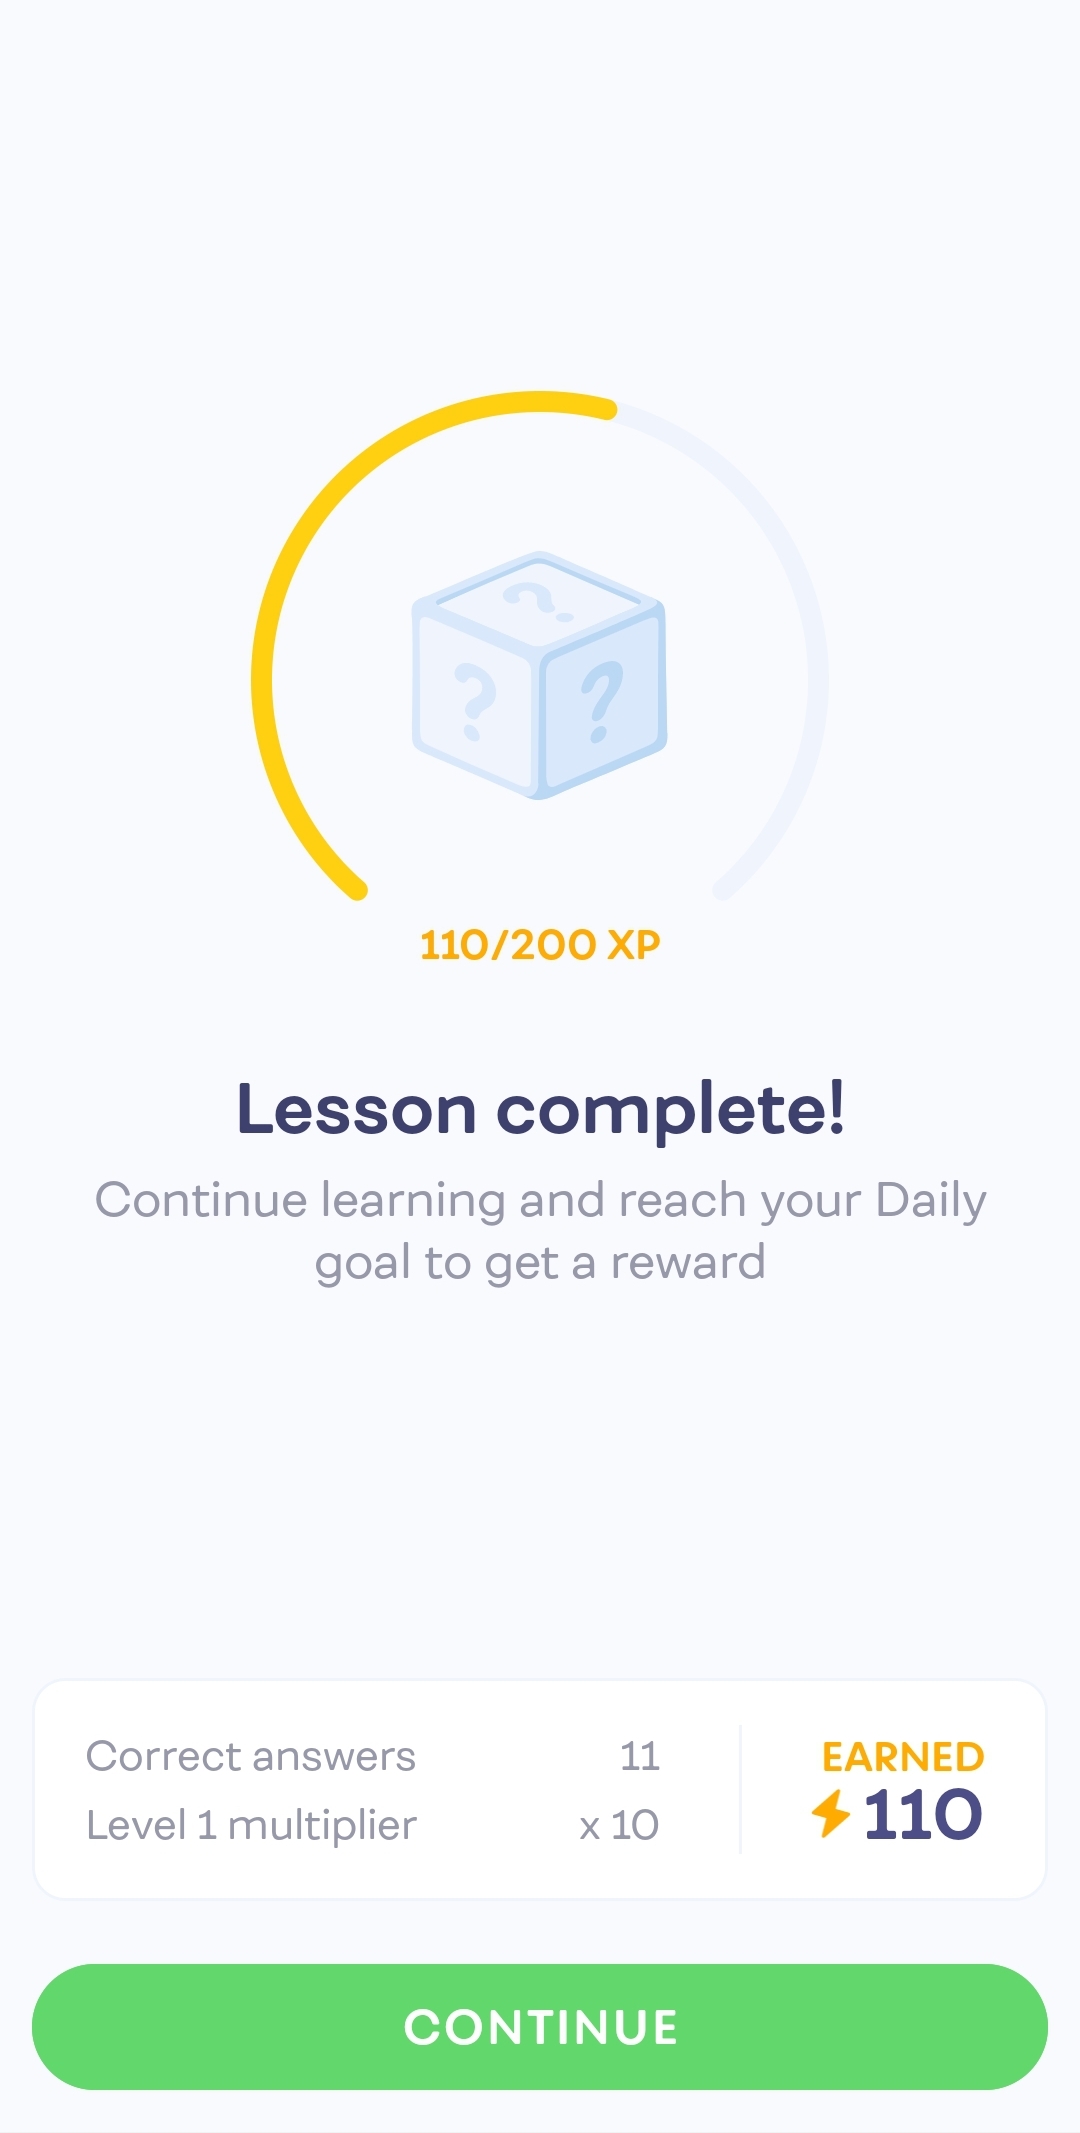 110/200 XP
Lesson complete!
Continue learning and reach your Daily
goal to get a reward
Correct answers 11
Level 1 multiplier x 10
EARNED
110
CONTINUE